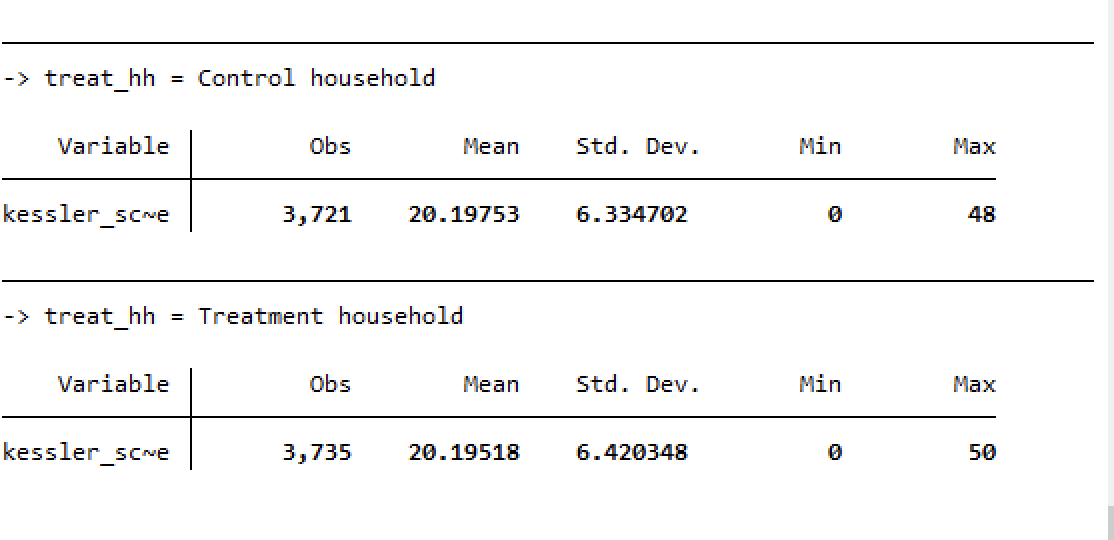 -> treat_hh = Control household
Variable | Obs Mean Std. Dev. Min Max
kessler_sc~e | 3,721 20.19753 6.334702 0 48
-> treat_hh = Treatment household
Variable | Obs Mean Std. Dev. Min Max
kessler_sc~e | 3,735 20.19518 6.420348 0 50